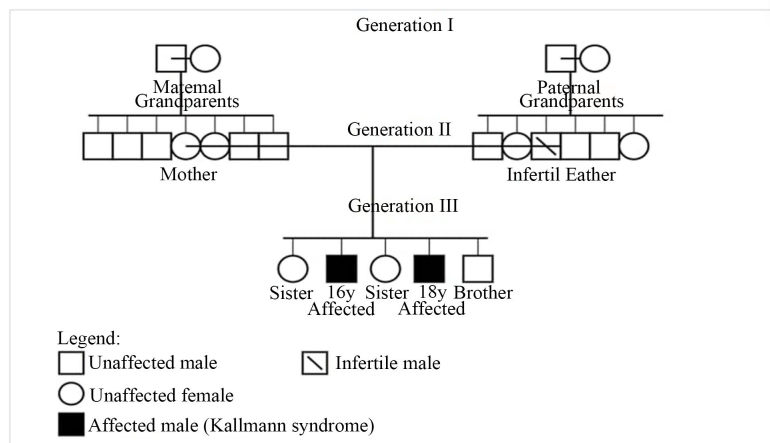 Generation I
Matemal
Grandparents
Paternal
Grandparents
Generation II
Mother
Infertil Eather
Generation III
Sister
16y
Affected
Sister
18y
Affected
Brother
Legend:
Unaffected male
Infertile male
Unaffected female
Affected male (Kallmann syndrome)